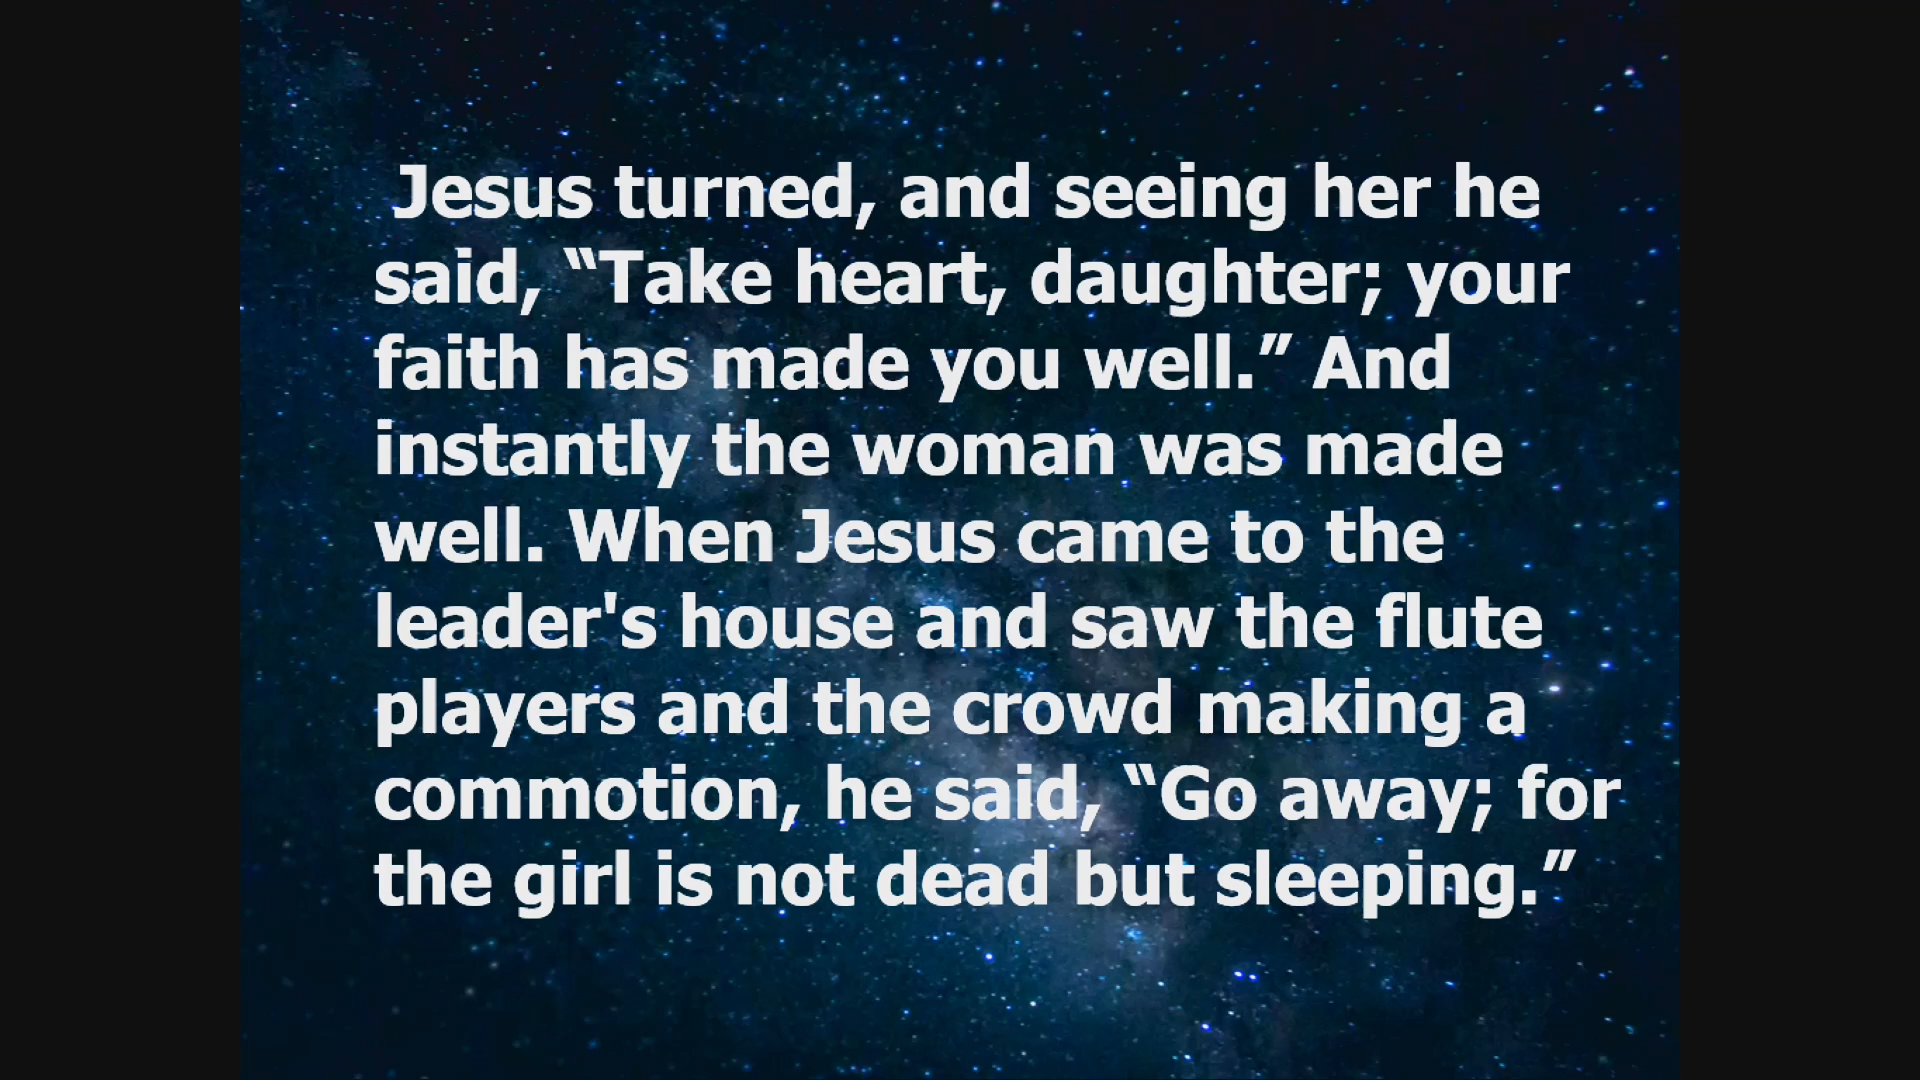 Jesus turned, and seeing her he
said, “Take heart, daughter; your
faith has made you well.” And
instantly the woman was made
well. When Jesus came to the
leader's house and saw the flute
players and the crowd making a
commotion, he said, “Go away; for
the girl is not dead but sleeping.”